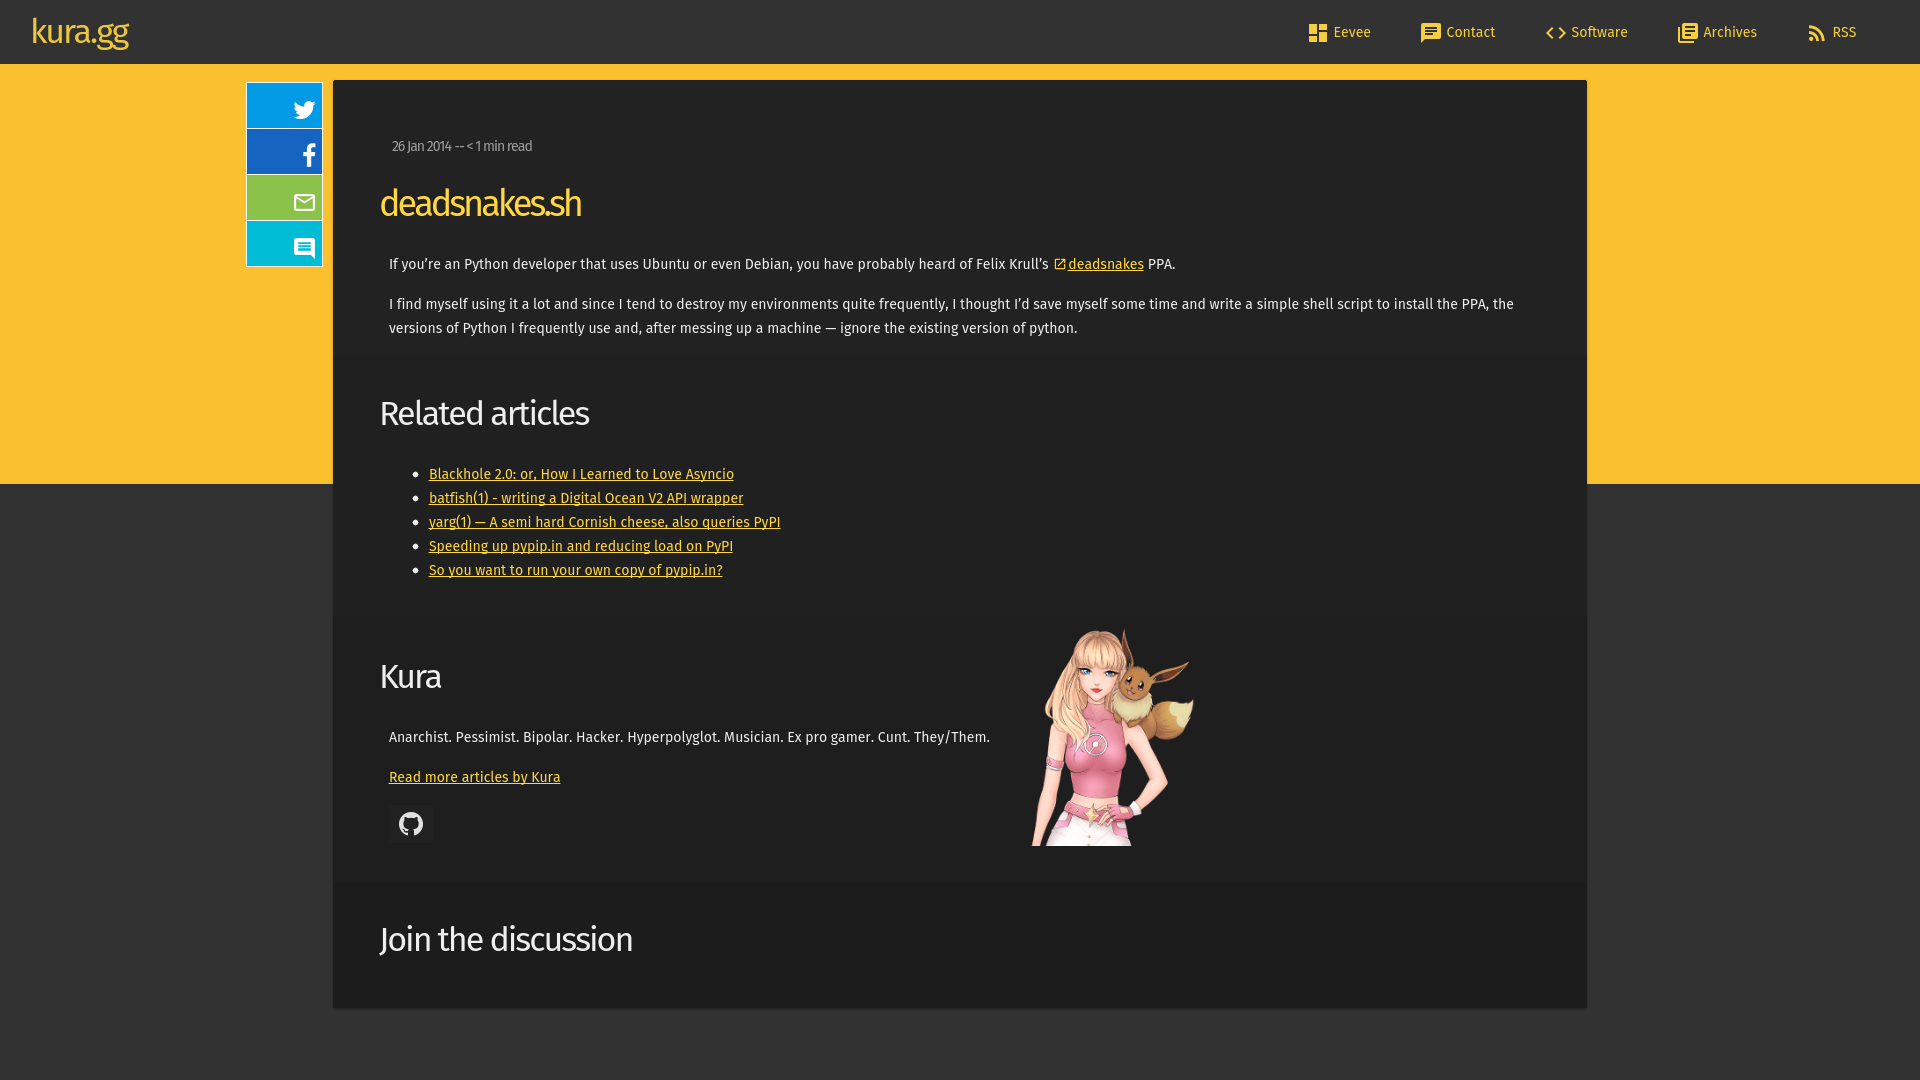 kura.gg
Eevee
Contact
Software
Archives
RSS
26 Jan 2014 -- < 1 min read
deadsnakes.sh
If you’re an Python developer that uses Ubuntu or even Debian, you have probably heard of Felix Krull’s deadsnakes PPA.
I find myself using it a lot and since I tend to destroy my environments quite frequently, I thought I’d save myself some time and write a simple shell script to install the PPA, the
versions of Python I frequently use and, after messing up a machine — ignore the existing version of python.
Related articles
Blackhole 2.0: or, How I Learned to Love Asyncio
batfish(1) - writing a Digital Ocean V2 API wrapper
yarg(1) — A semi hard Cornish cheese, also queries PyPI
Speeding up pypip.in and reducing load on PyPI
So you want to run your own copy of pypip.in?
Kura
Anarchist. Pessimist. Bipolar. Hacker. Hyperpolyglot. Musician. Ex pro gamer. Cunt. They/Them.
Read more articles by Kura
Join the discussion